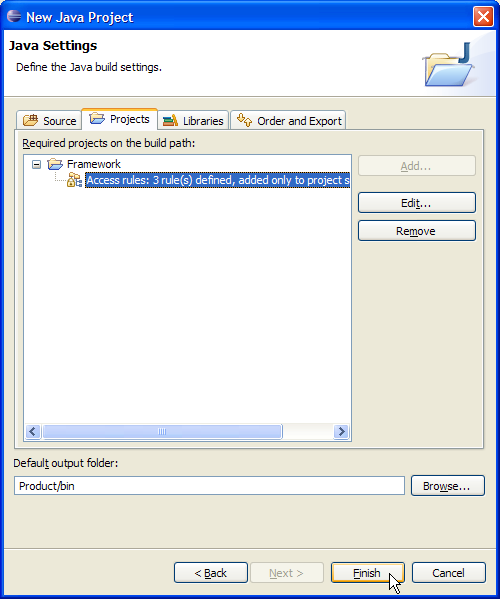 New Java Project
Java Settings
Define the Java build settings.
Source Projects Libraries Order and Export
Required projects on the build path:
Framework
Add...
Access rules: 3 rule(s) defined, added only to project s
Edit...
Remove
Default output folder:
Product/bin
Browse...
< Back Next > Finish Cancel